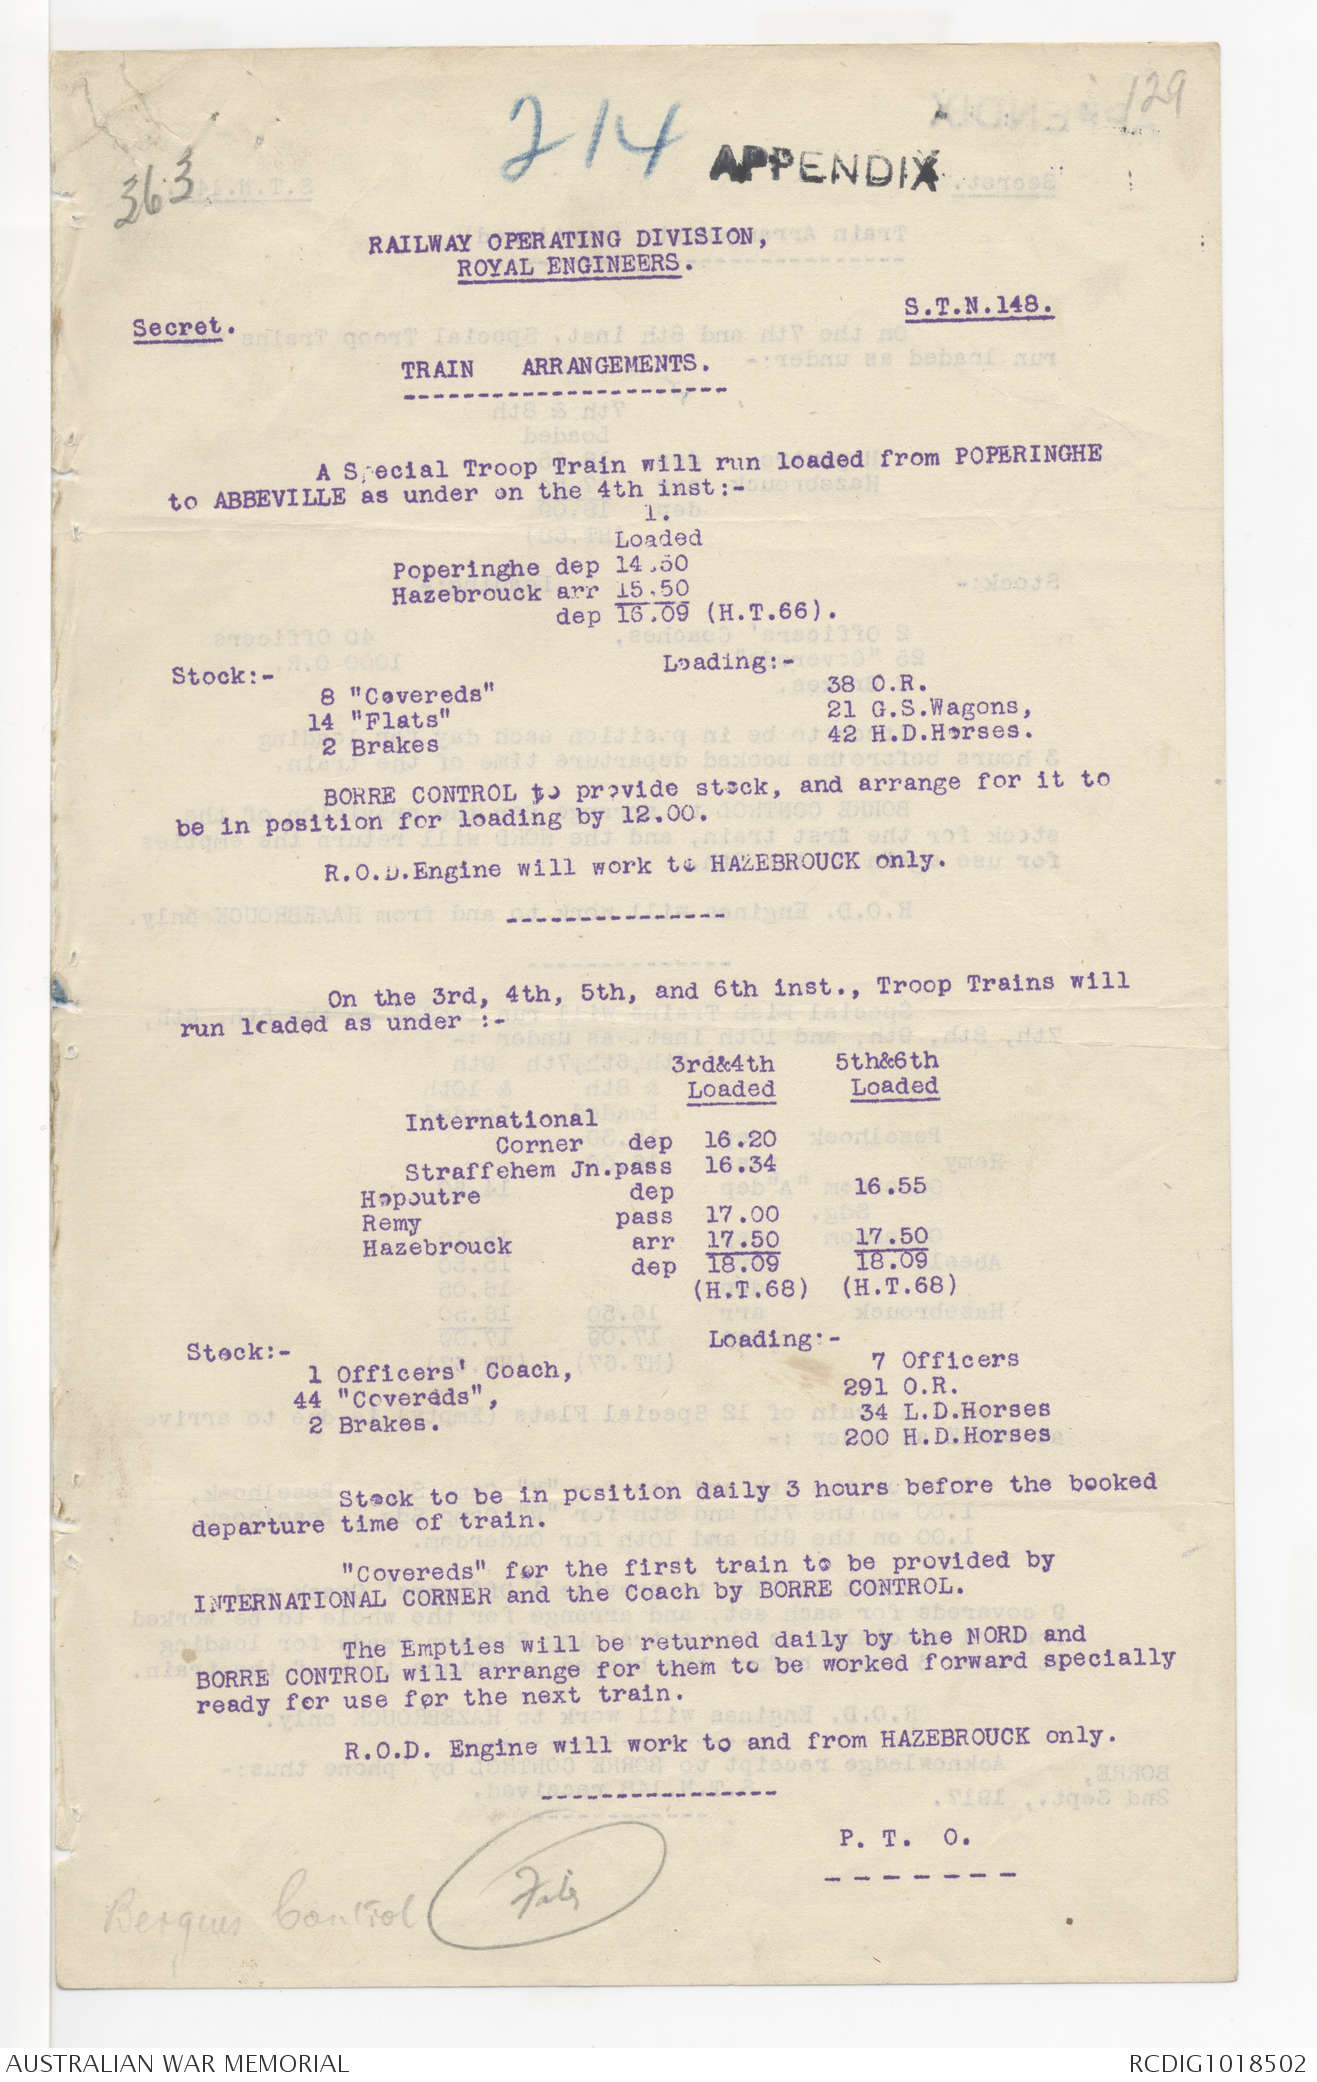 129
214
APPENDIX
363
RAILWAY OPERATING DIVISION,
ROYAL ENGINEERS.
S.T.N.148.
Secret.
TRAIN ARRANGEMENTS.
A Special Troop Train will run loaded from POPERINGHE
to ABBEVILLE as under on the 4th inst:-
1.
Loaded
Poperinghe dep 14.50
Hazebrouck arr 15.50
dep 16.09 (H.T.66).
Stock:- Loading:-
8 "Covereds" 38 O.R.
14 "Flats" 21 G.S.Wagons,
2 Brakes 42 H.D.Horses.
BORRE CONTROL to provide stock, and arrange for it to
be in position for loading by 12.00.
R.O.D.Engine will work to HAZEBROUCK only.
--------------
On the 3rd, 4th, 5th, and 6th inst., Troop Trains will
run loaded as under :-
3rd&4th 5th&6th
Loaded Loaded
International
Corner dep 16.20
Straffehem Jn.pass 16.34
Hopoutre dep 16.55
Remy pass 17.00
Hazebrouck arr 17.50 17.50
dep 18.09 18.09
(H.T.68) (H.T.68)
Stock:- Loading:-
1 Officers' Coach, 7 Officers
44 "Covereds", 291 O.R.
2 Brakes. 34 L.D.Horses
200 H.D.Horses
Stock to be in position daily 3 hours before the booked
departure time of train.
"Covereds" for the first train to be provided by
INTERNATIONAL CORNER and the Coach by BORRE CONTROL.
The Empties will be returned daily by the NORD and
BORRE CONTROL will arrange for them to be worked forward specially
ready for use for the next train.
R.O.D. Engine will work to and from HAZEBROUCK only.
----------------
P. T. O.
-------
Bergues Control
File
AUSTRALIAN WAR MEMORIAL RCDIG1018502